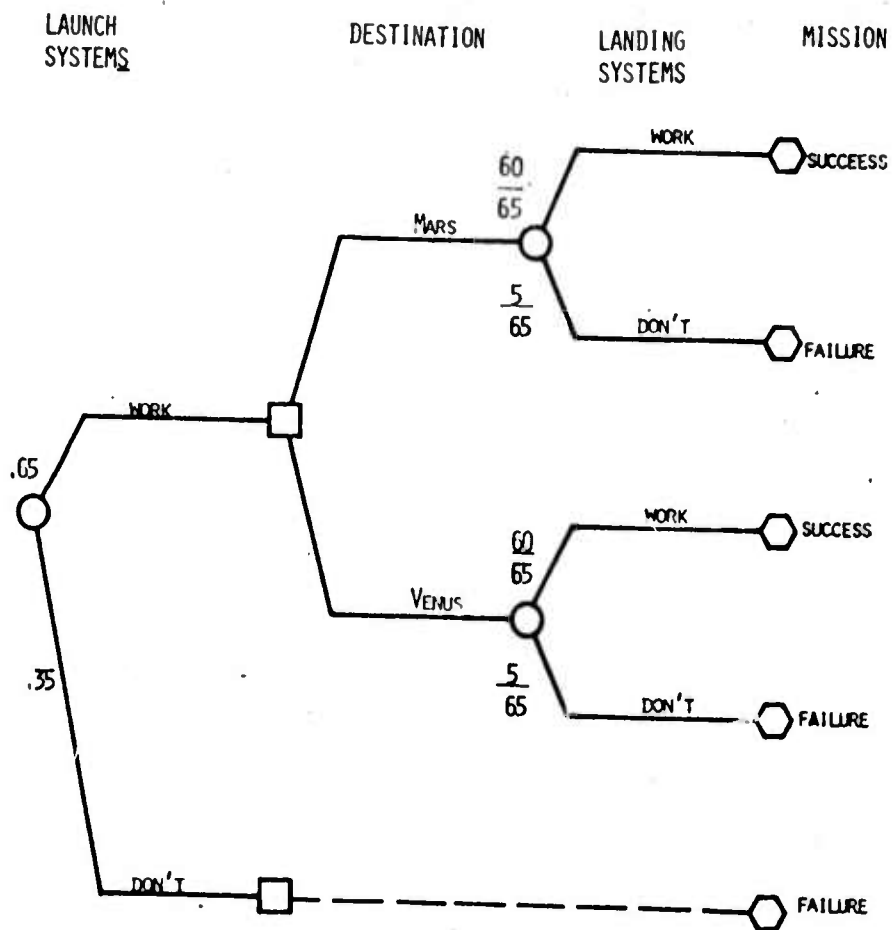 LAUNCH SYSTEMS
DESTINATION
LANDING SYSTEMS
MISSION
WORK
SUCCEESS
60
65
MARS
5
65
DON'T
FAILURE
WORK
.65
WORK
SUCCESS
60
65
VENUS
.35
5
65
DON'T
FAILURE
DON'T
FAILURE